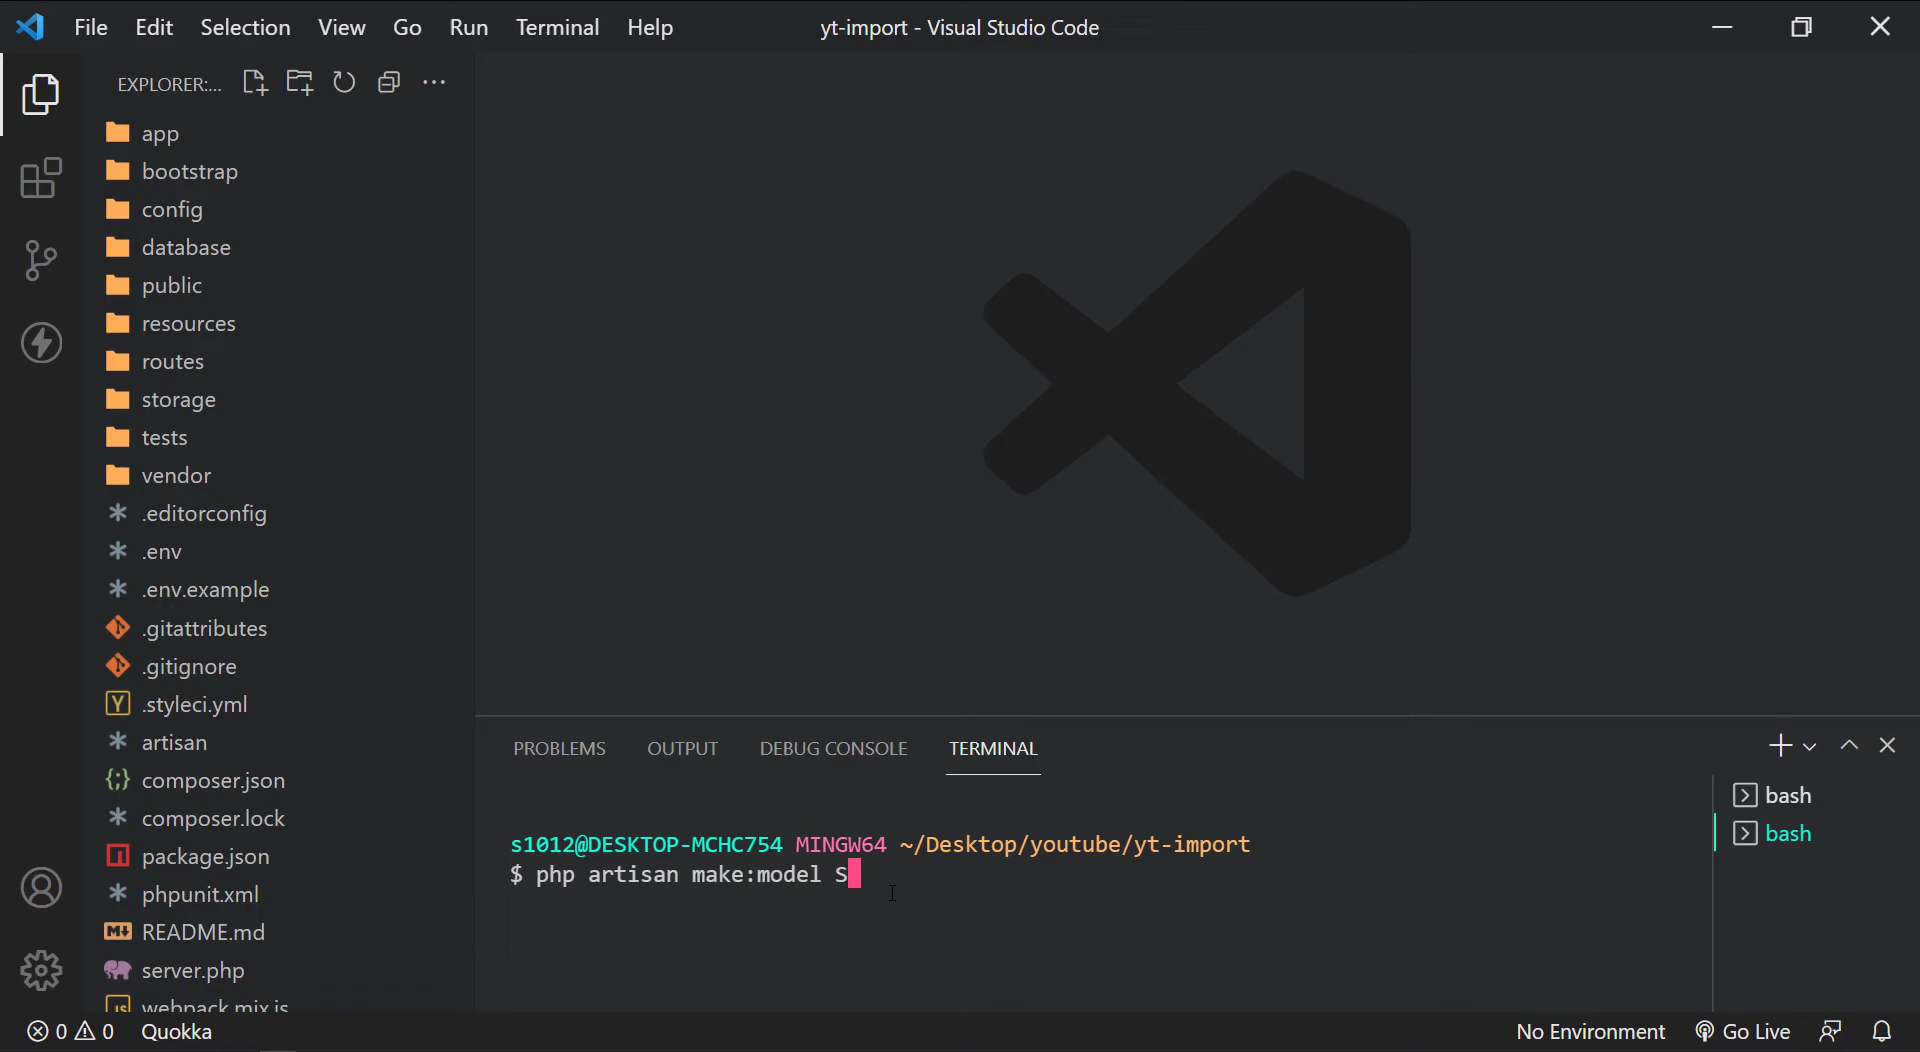 File Edit Selection View Go Run Terminal Help
yt-import - Visual Studio Code
EXPLORER:...
app
bootstrap
config
database
public
resources
routes
storage
tests
vendor
.editorconfig
.env
.env.example
.gitattributes
.gitignore
.styleci.yml
artisan
composer.json
composer.lock
package.json
phpunit.xml
README.md
server.php
webpack.mix.js
PROBLEMS OUTPUT DEBUG CONSOLE TERMINAL
s1012@DESKTOP-MCHC754 MINGW64 ~/Desktop/youtube/yt-import
$ php artisan make:model S
bash
bash
0 0 Quokka
No Environment Go Live